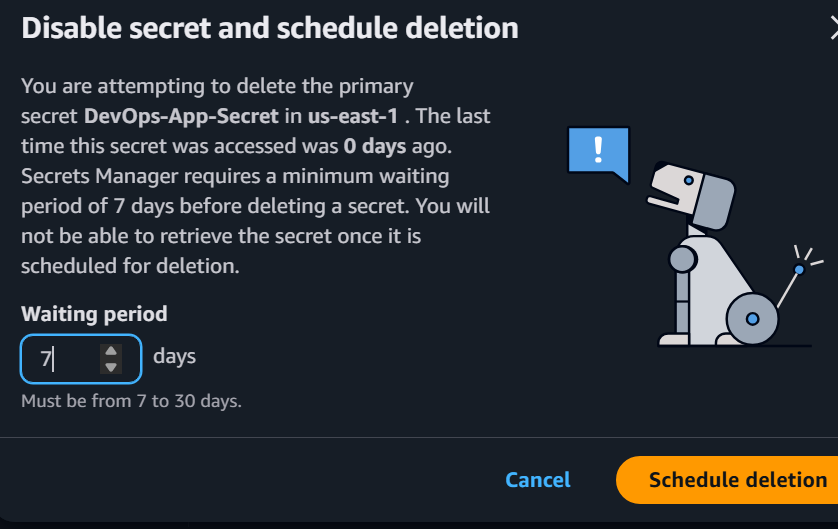 Disable secret and schedule deletion
You are attempting to delete the primary
secret DevOps-App-Secret in us-east-1 . The last
time this secret was accessed was 0 days ago.
Secrets Manager requires a minimum waiting
period of 7 days before deleting a secret. You will
not be able to retrieve the secret once it is
scheduled for deletion.
!
Waiting period
7 days
Must be from 7 to 30 days.
Cancel Schedule deletion